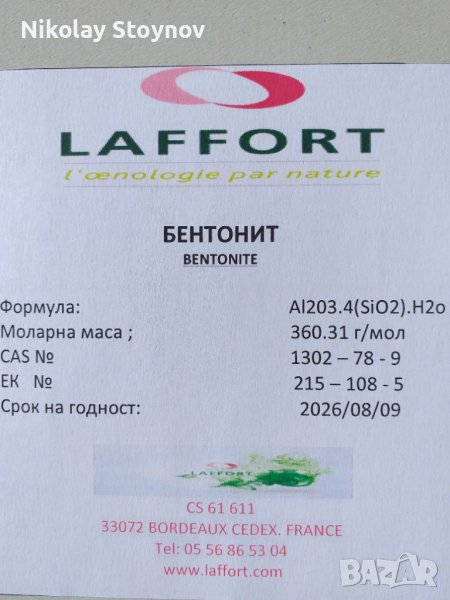 Nikolay Stoynov
LAFFORT
l'œnologie par nature
БЕНТОНИТ
BENTONITE
Формула: Al203.4(SiO2).H2o
Моларна маса ; 360.31 г/мол
CAS № 1302 – 78 - 9
ЕК № 215 – 108 - 5
Срок на годност: 2026/08/09
LAFFORT
CS 61 611
33072 BORDEAUX CEDEX. FRANCE
Tel: 05 56 86 53 04
www.laffort.com
BAZAR